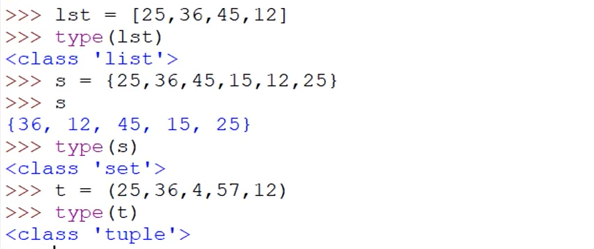 >>> lst = [25,36,45,12]
>>> type(lst)
<class 'list'>
>>> s = {25,36,45,15,12,25}
>>> s
{36, 12, 45, 15, 25}
>>> type(s)
<class 'set'>
>>> t = (25,36,4,57,12)
>>> type(t)
<class 'tuple'>